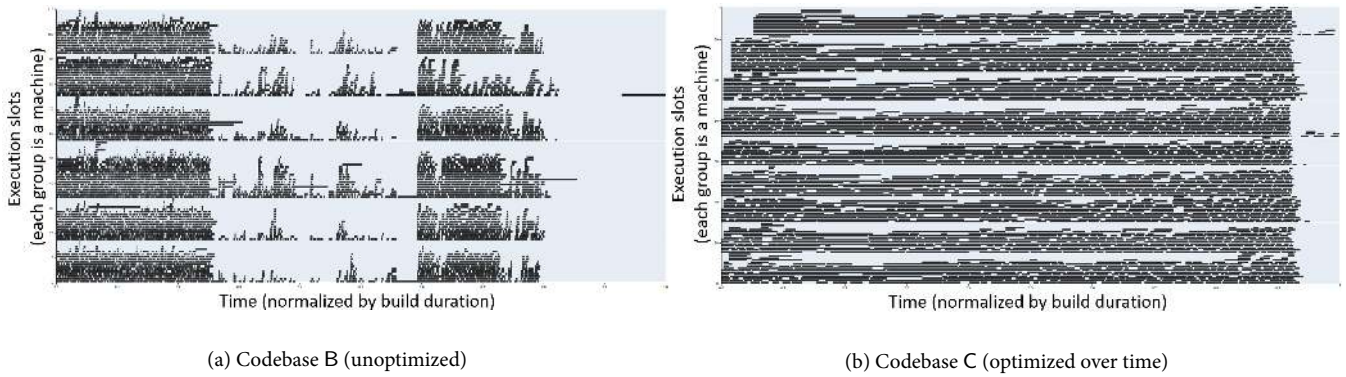 Execution slots
(each group is a machine)
Time (normalized by build duration)
(a) Codebase B (unoptimized)
Execution slots
(each group is a machine)
Time (normalized by build duration)
(b) Codebase C (optimized over time)